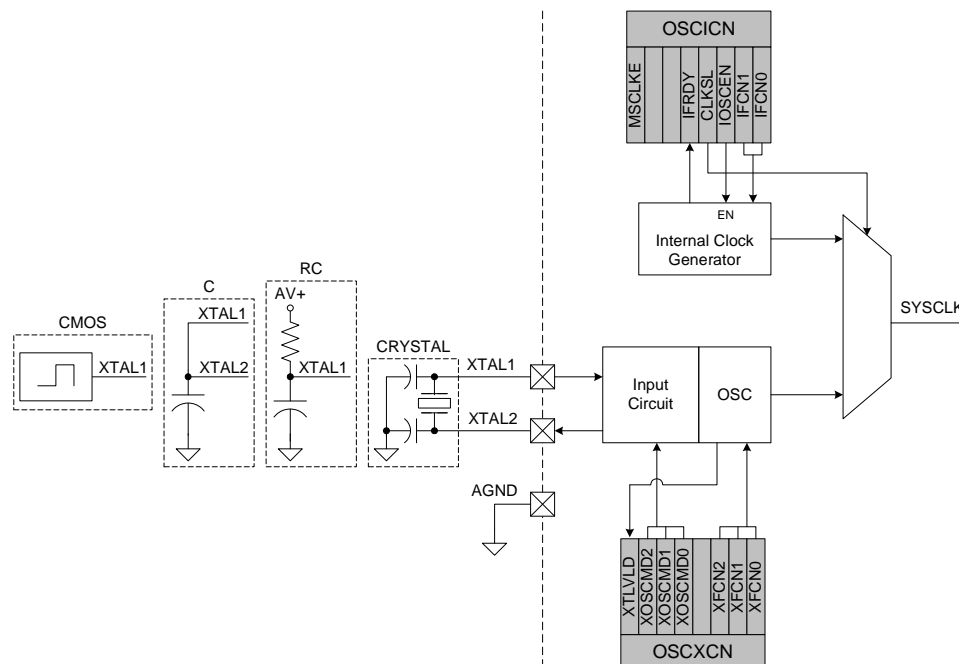 OSCICN
MSCLKE
IFRDY
CLKSL
IOSCEN
IFCN1
IFCN0
EN
Internal Clock
Generator
SYSCLK
CMOS
XTAL1
C
XTAL1
XTAL2
RC
AV+
XTAL1
CRYSTAL
XTAL1
XTAL2
AGND
Input
Circuit
OSC
XTLVLD
XOSCMD2
XOSCMD1
XOSCMD0
XFCN2
XFCN1
XFCN0
OSCXCN